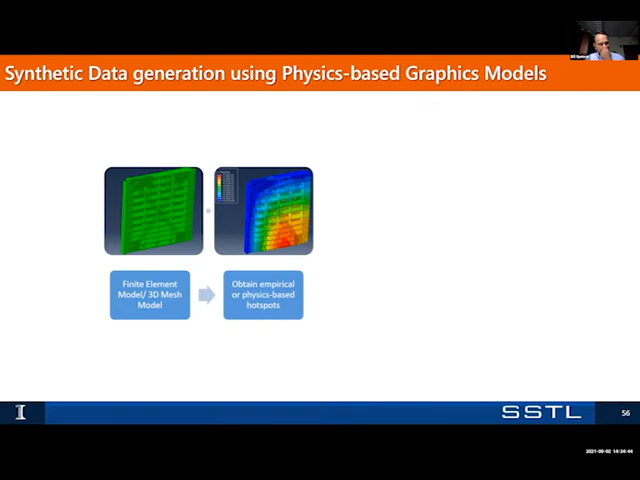 Synthetic Data generation using Physics-based Graphics Models
Finite Element
Model/ 3D Mesh
Model
Obtain empirical
or physics-based
hotspots
I
SSTL
56
2021-09-02 14:34:44